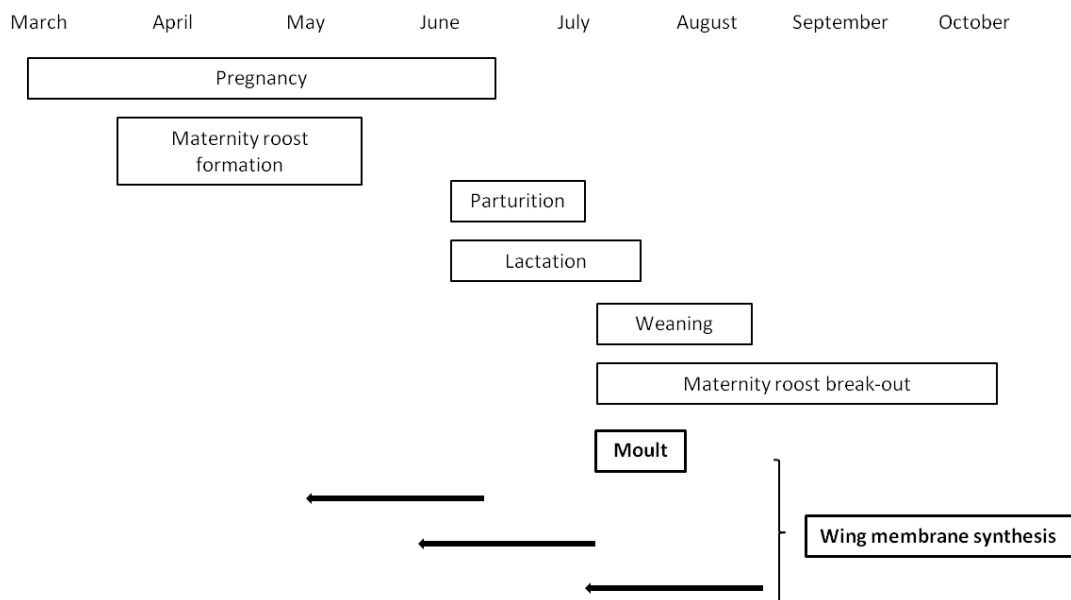 March April May June July August September October
Pregnancy
Maternity roost
formation
Parturition
Lactation
Weaning
Maternity roost break-out
Moult
Wing membrane synthesis